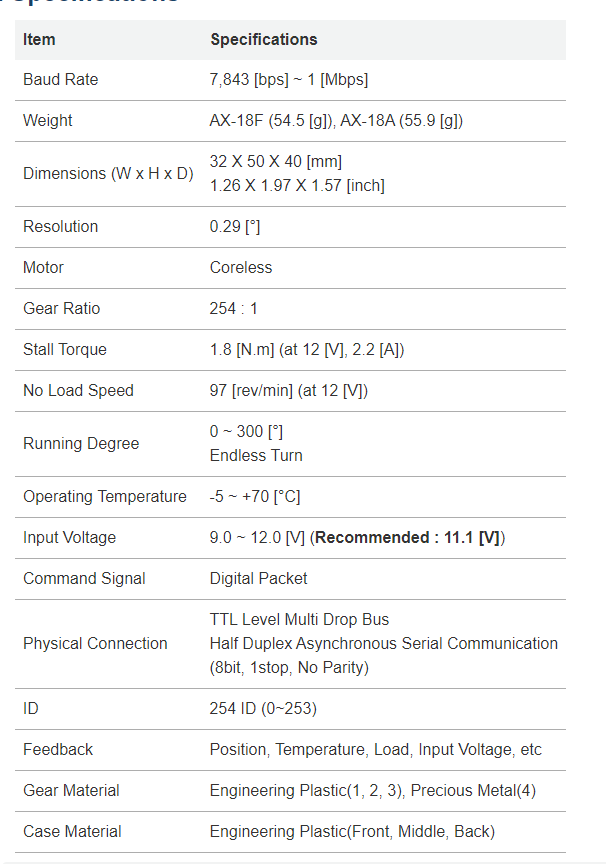 Item Specifications
Baud Rate 7,843 [bps] ~ 1 [Mbps]
Weight AX-18F (54.5 [g]), AX-18A (55.9 [g])
Dimensions (W x H x D) 32 X 50 X 40 [mm]
1.26 X 1.97 X 1.57 [inch]
Resolution 0.29 [°]
Motor Coreless
Gear Ratio 254 : 1
Stall Torque 1.8 [N.m] (at 12 [V], 2.2 [A])
No Load Speed 97 [rev/min] (at 12 [V])
Running Degree 0 ~ 300 [°]
Endless Turn
Operating Temperature -5 ~ +70 [°C]
Input Voltage 9.0 ~ 12.0 [V] (Recommended : 11.1 [V])
Command Signal Digital Packet
Physical Connection TTL Level Multi Drop Bus
Half Duplex Asynchronous Serial Communication
(8bit, 1stop, No Parity)
ID 254 ID (0~253)
Feedback Position, Temperature, Load, Input Voltage, etc
Gear Material Engineering Plastic(1, 2, 3), Precious Metal(4)
Case Material Engineering Plastic(Front, Middle, Back)